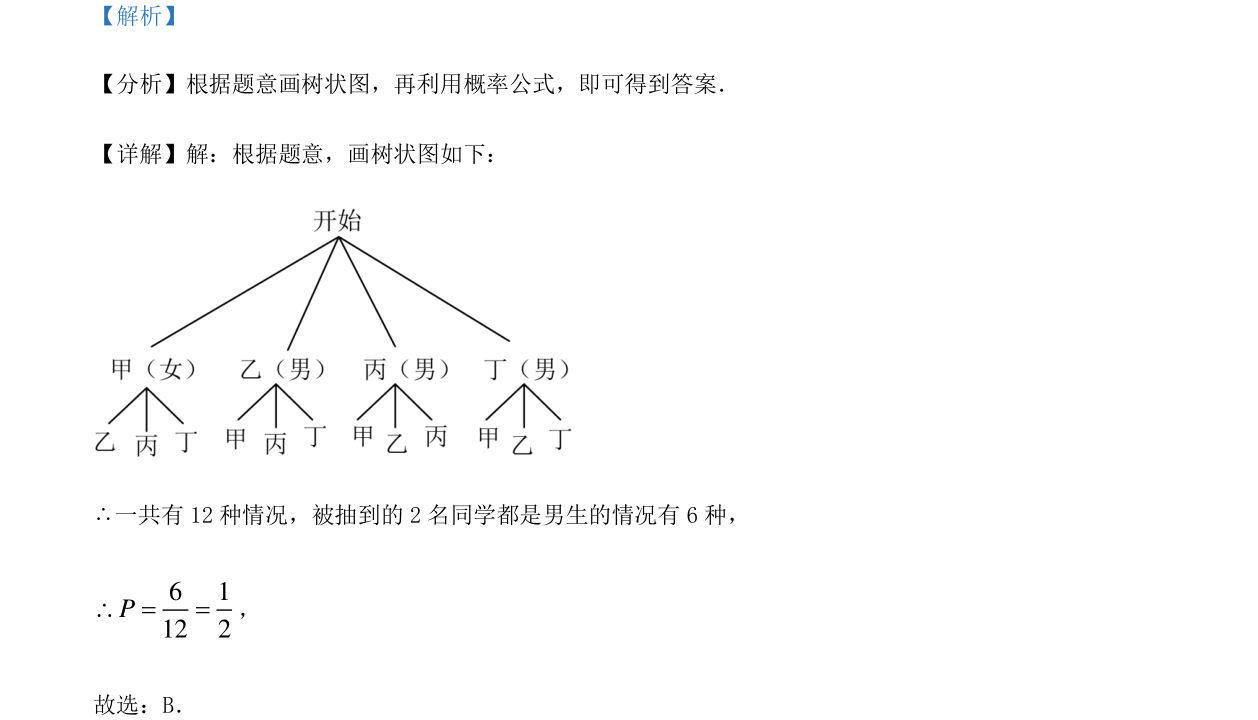 【解析】
【分析】根据题意画树状图，再利用概率公式，即可得到答案．
【详解】解：根据题意，画树状图如下：
开始
甲（女） 乙（男） 丙（男） 丁（男）
乙 丙 丁 甲 丙 丁 甲 乙 丙 甲 乙 丁
∴一共有 12 种情况，被抽到的 2 名同学都是男生的情况有 6 种，
∴P = 6/12 = 1/2，
故选：B．